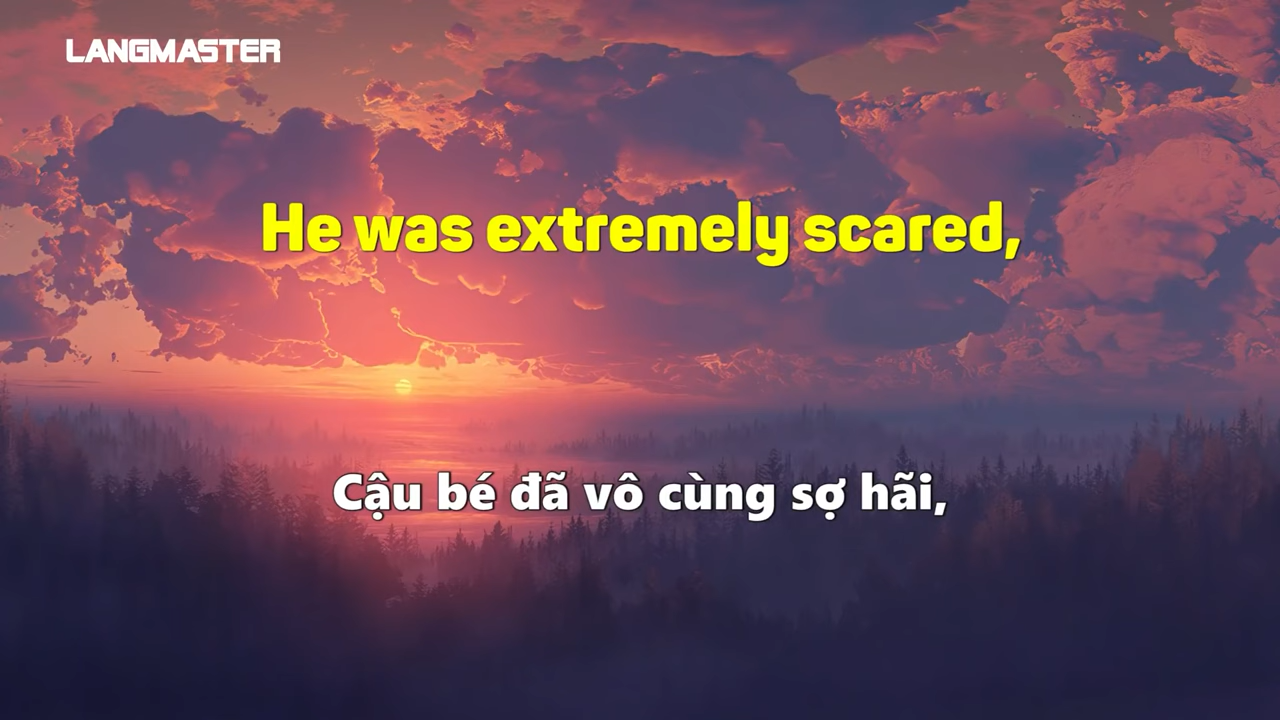 LANGMASTER
He was extremely scared,
Cậu bé đã vô cùng sợ hãi,